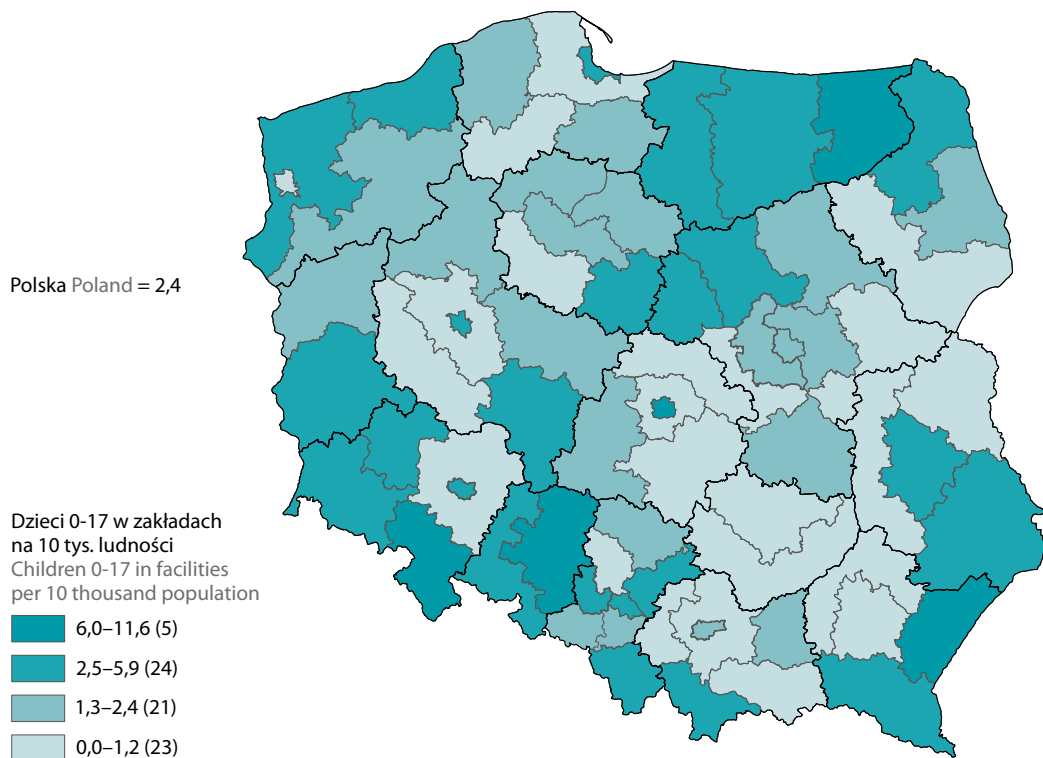 Polska Poland = 2,4
Dzieci 0-17 w zakładach
na 10 tys. ludności
Children 0-17 in facilities
per 10 thousand population
6,0–11,6 (5)
2,5–5,9 (24)
1,3–2,4 (21)
0,0–1,2 (23)